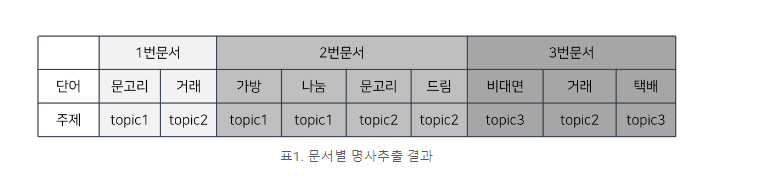 1번문서 2번문서 3번문서
단어 문고리 거래 가방 나눔 문고리 드림 비대면 거래 택배
주제 topic1 topic2 topic1 topic1 topic2 topic2 topic3 topic2 topic3
표1. 문서별 명사추출 결과